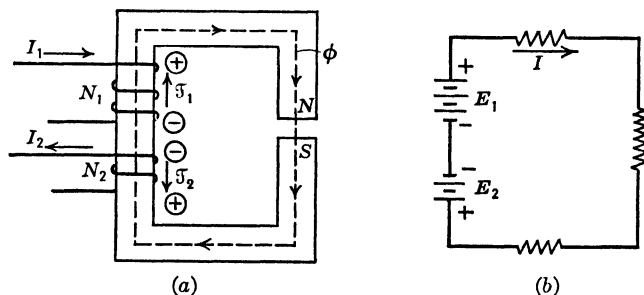 I₁
ϕ
+
N₁
ℱ₁
N
−
I₂
−
S
N₂
ℱ₂
+
(a)
I
+
E₁
−
−
E₂
+
(b)